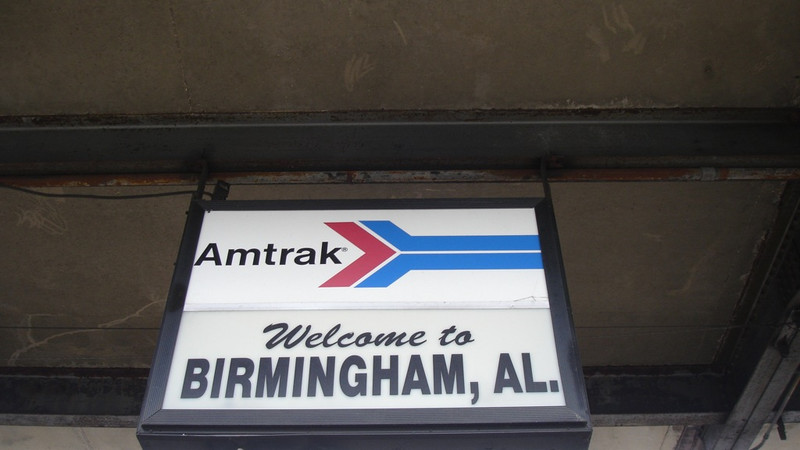 Amtrak®
Welcome to
BIRMINGHAM, AL.